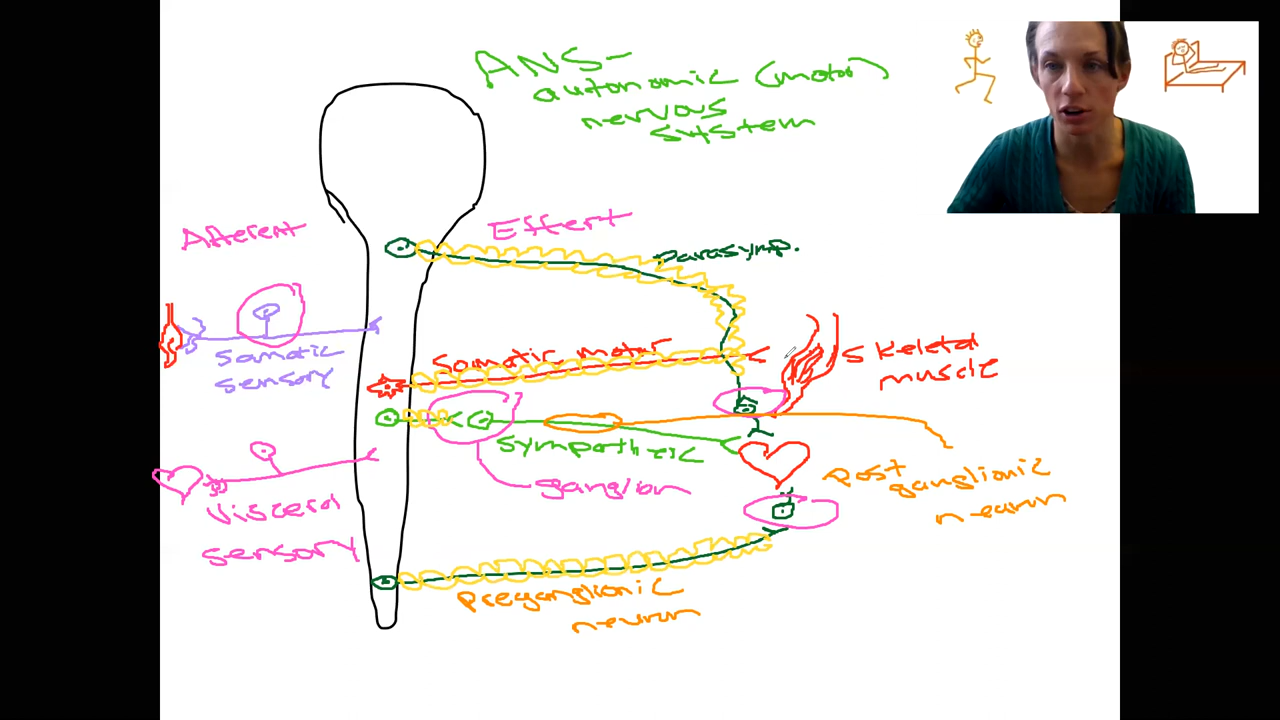 ANS-
autonomic (motor)
nervous
system
Afferent
Effert
parasymp.
somatic
sensory
somatic motor
skeletal
muscle
sympathetic
ganglion
post
ganglionic
neuron
visceral
sensory
preganglionic
neuron